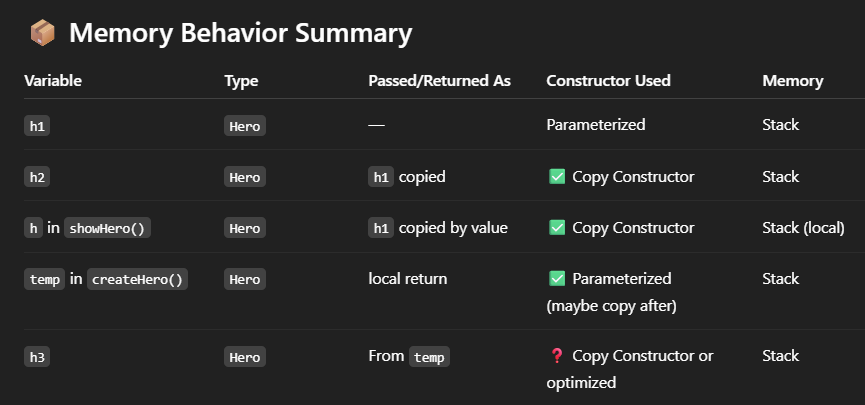 📦 Memory Behavior Summary
Variable Type Passed/Returned As Constructor Used Memory
h1 Hero — Parameterized Stack
h2 Hero h1 copied ✅ Copy Constructor Stack
h in showHero() Hero h1 copied by value ✅ Copy Constructor Stack (local)
temp in createHero() Hero local return ✅ Parameterized Stack
(maybe copy after)
h3 Hero From temp ❓ Copy Constructor or Stack
optimized